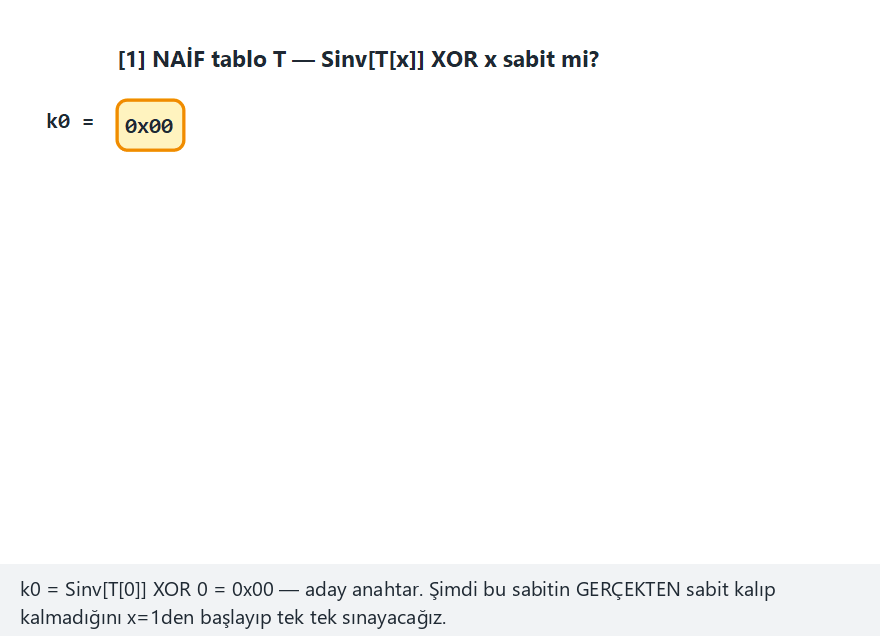 [1] NAİF tablo T — Sinv[T[x]] XOR x sabit mi?
k0 = 0x00
k0 = Sinv[T[0]] XOR 0 = 0x00 — aday anahtar. Şimdi bu sabitin GERÇEKTEN sabit kalıp
kalmadığını x=1den başlayıp tek tek sınayacağız.